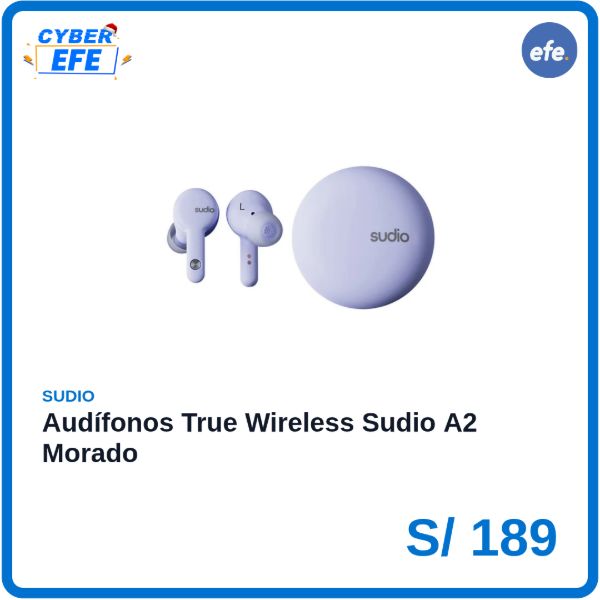 CYBER
EFE
efe.
sudio
L
sudio
SUDIO
Audífonos True Wireless Sudio A2
Morado
S/ 189